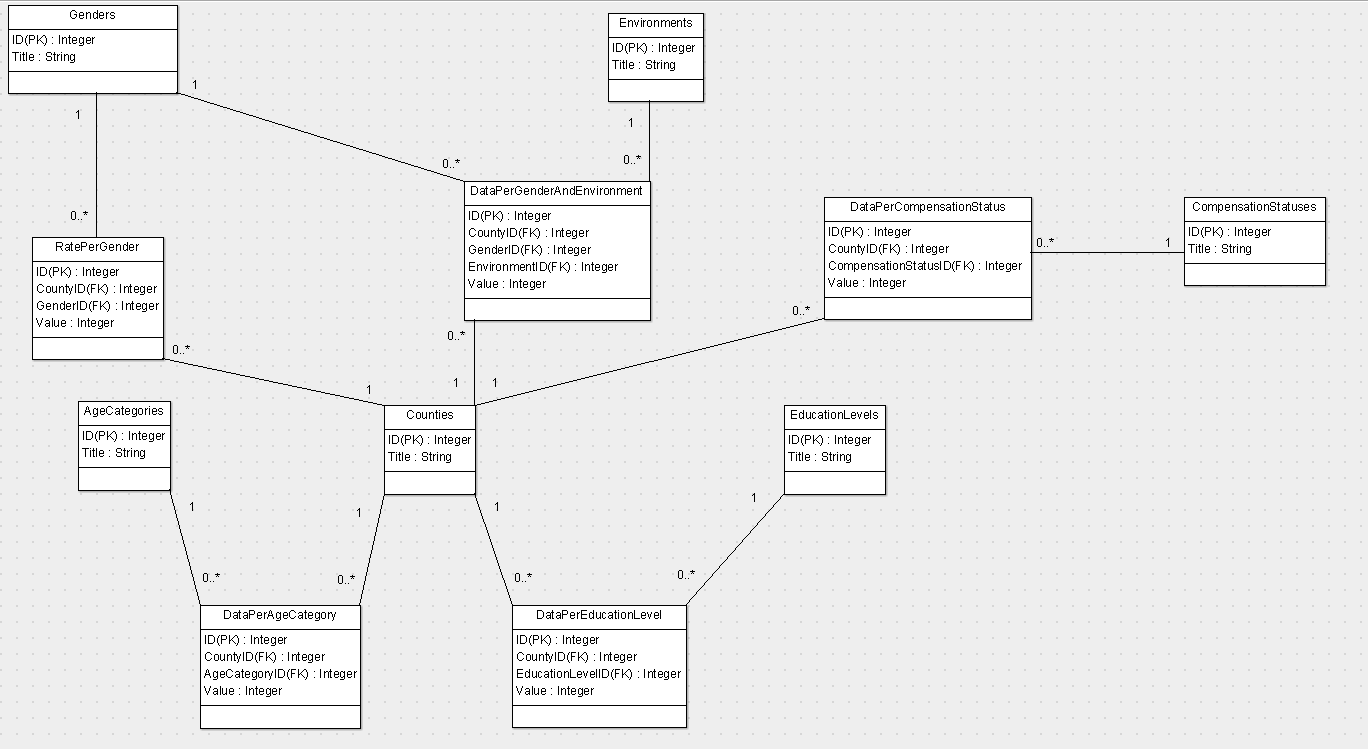 Genders
ID(PK) : Integer
Title : String
Environments
ID(PK) : Integer
Title : String
1
1
1
0..*
0..*
0..*
DataPerGenderAndEnvironment
ID(PK) : Integer
CountyID(FK) : Integer
GenderID(FK) : Integer
EnvironmentID(FK) : Integer
Value : Integer
DataPerCompensationStatus
ID(PK) : Integer
CountyID(FK) : Integer
CompensationStatusID(FK) : Integer
Value : Integer
0..*
1
CompensationStatuses
ID(PK) : Integer
Title : String
RatePerGender
ID(PK) : Integer
CountyID(FK) : Integer
GenderID(FK) : Integer
Value : Integer
0..*
0..*
0..*
1
1
1
AgeCategories
ID(PK) : Integer
Title : String
Counties
ID(PK) : Integer
Title : String
EducationLevels
ID(PK) : Integer
Title : String
1
1
1
1
0..*
0..*
0..*
0..*
DataPerAgeCategory
ID(PK) : Integer
CountyID(FK) : Integer
AgeCategoryID(FK) : Integer
Value : Integer
DataPerEducationLevel
ID(PK) : Integer
CountyID(FK) : Integer
EducationLevelID(FK) : Integer
Value : Integer